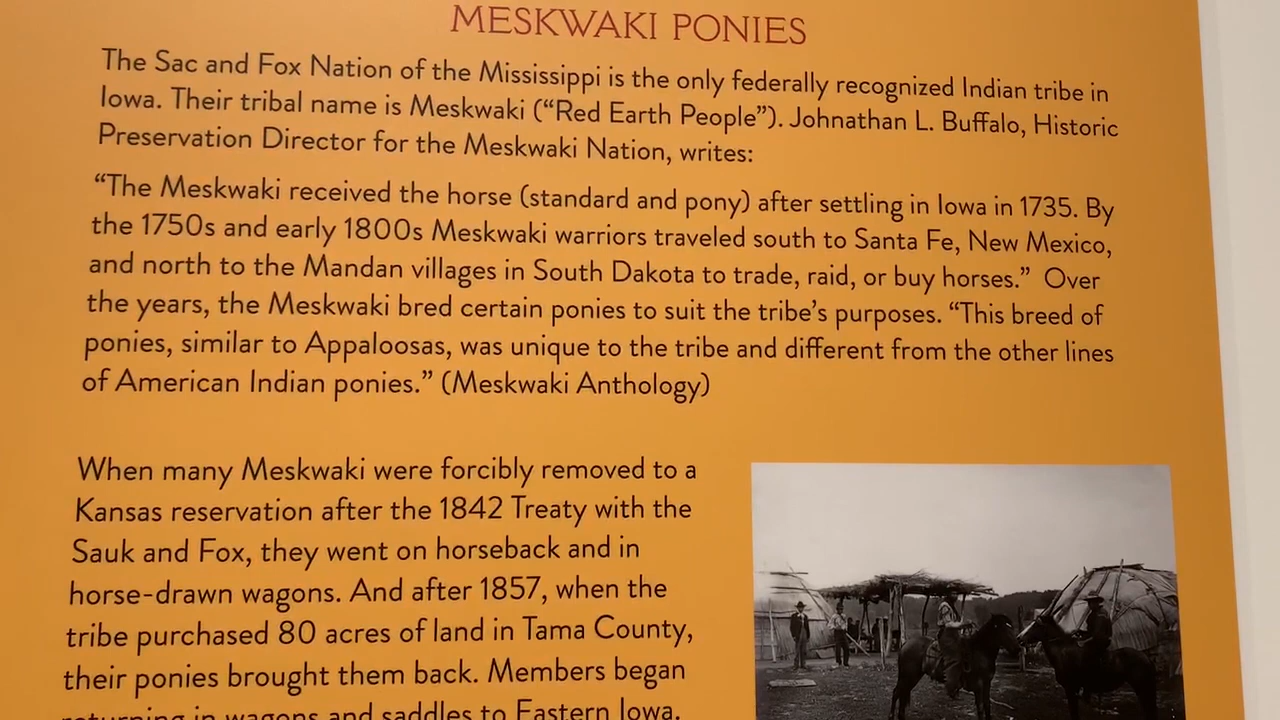 MESKWAKI PONIES
The Sac and Fox Nation of the Mississippi is the only federally recognized Indian tribe in
Iowa. Their tribal name is Meskwaki (“Red Earth People”). Johnathan L. Buffalo, Historic
Preservation Director for the Meskwaki Nation, writes:
“The Meskwaki received the horse (standard and pony) after settling in Iowa in 1735. By
the 1750s and early 1800s Meskwaki warriors traveled south to Santa Fe, New Mexico,
and north to the Mandan villages in South Dakota to trade, raid, or buy horses.” Over
the years, the Meskwaki bred certain ponies to suit the tribe’s purposes. “This breed of
ponies, similar to Appaloosas, was unique to the tribe and different from the other lines
of American Indian ponies.” (Meskwaki Anthology)
When many Meskwaki were forcibly removed to a
Kansas reservation after the 1842 Treaty with the
Sauk and Fox, they went on horseback and in
horse-drawn wagons. And after 1857, when the
tribe purchased 80 acres of land in Tama County,
their ponies brought them back. Members began
returning in wagons and saddles to Eastern Iowa.